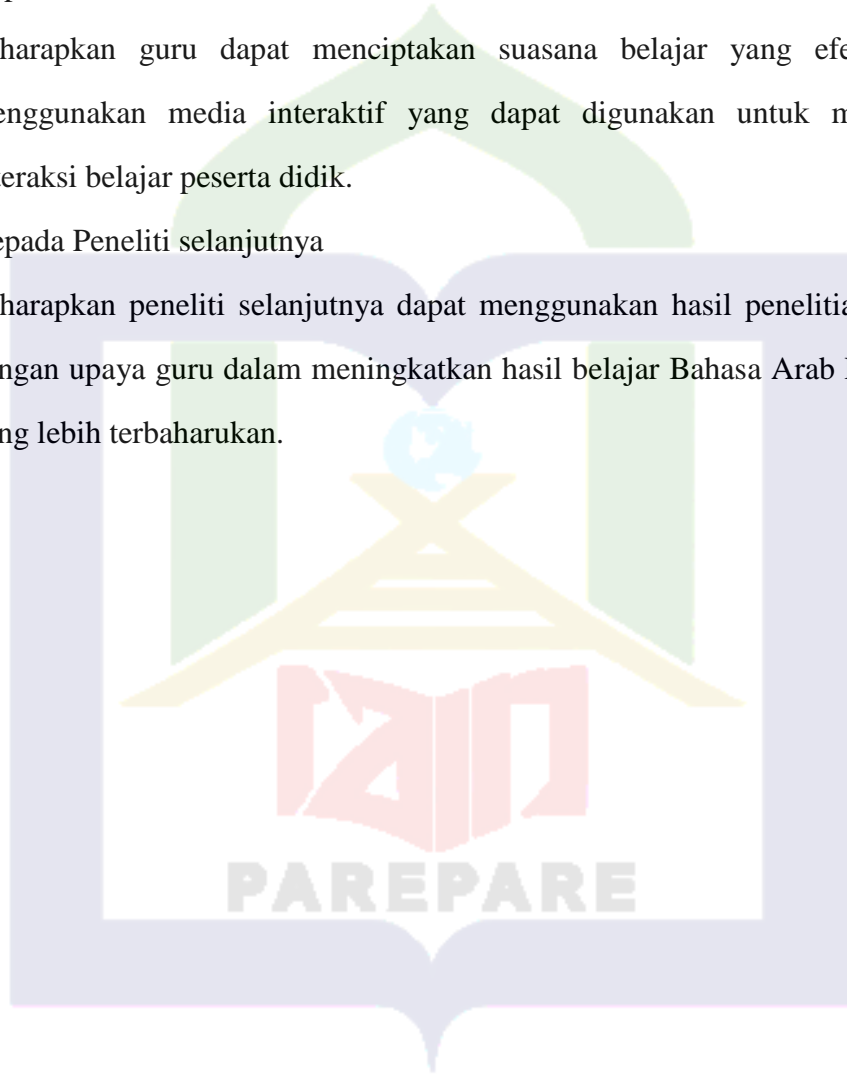 harapkan guru dapat menciptakan suasana belajar yang efe
enggunakan media interaktif yang dapat digunakan untuk m
teraksi belajar peserta didik.
epada Peneliti selanjutnya
harapkan peneliti selanjutnya dapat menggunakan hasil penelitia
ngan upaya guru dalam meningkatkan hasil belajar Bahasa Arab
ng lebih terbaharukan.
iain
PAREPARE